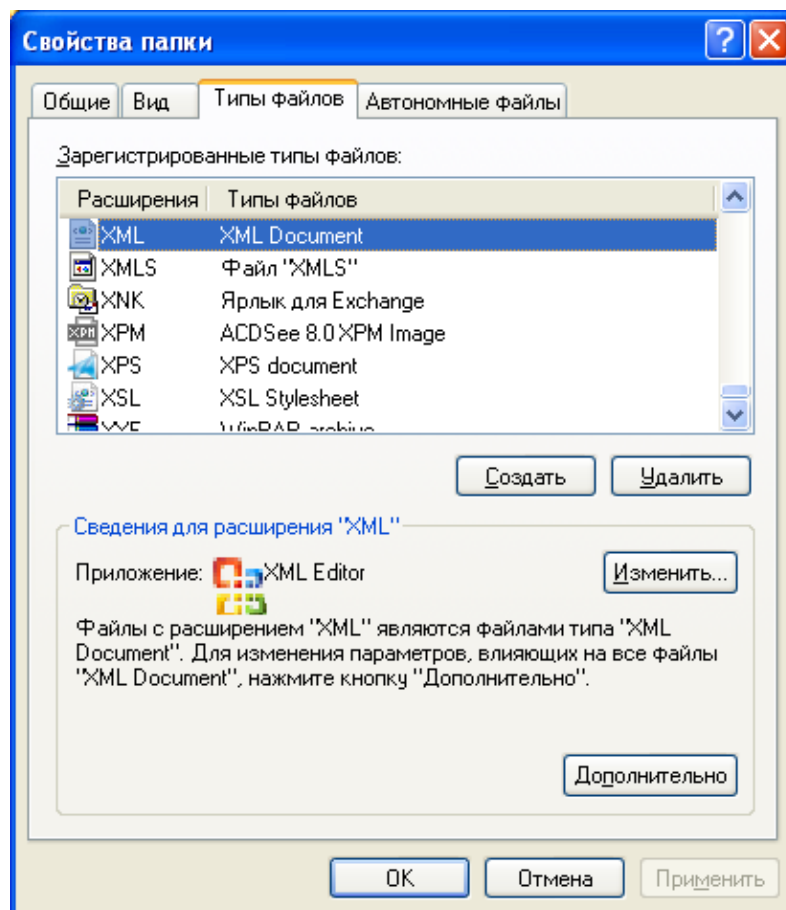 Свойства папки
Общие Вид Типы файлов Автономные файлы
Зарегистрированные типы файлов:
Расширения Типы файлов
XML XML Document
XMLS Файл "XMLS"
XNK Ярлык для Exchange
XPM XPM ACDSee 8.0 XPM Image
XPS XPS document
XSL XSL Stylesheet
WinRAR archive
Создать Удалить
Сведения для расширения "XML"
Приложение: XML Editor Изменить...
Файлы с расширением "XML" являются файлами типа "XML
Document". Для изменения параметров, влияющих на все файлы
"XML Document", нажмите кнопку "Дополнительно".
Дополнительно
OK Отмена Применить